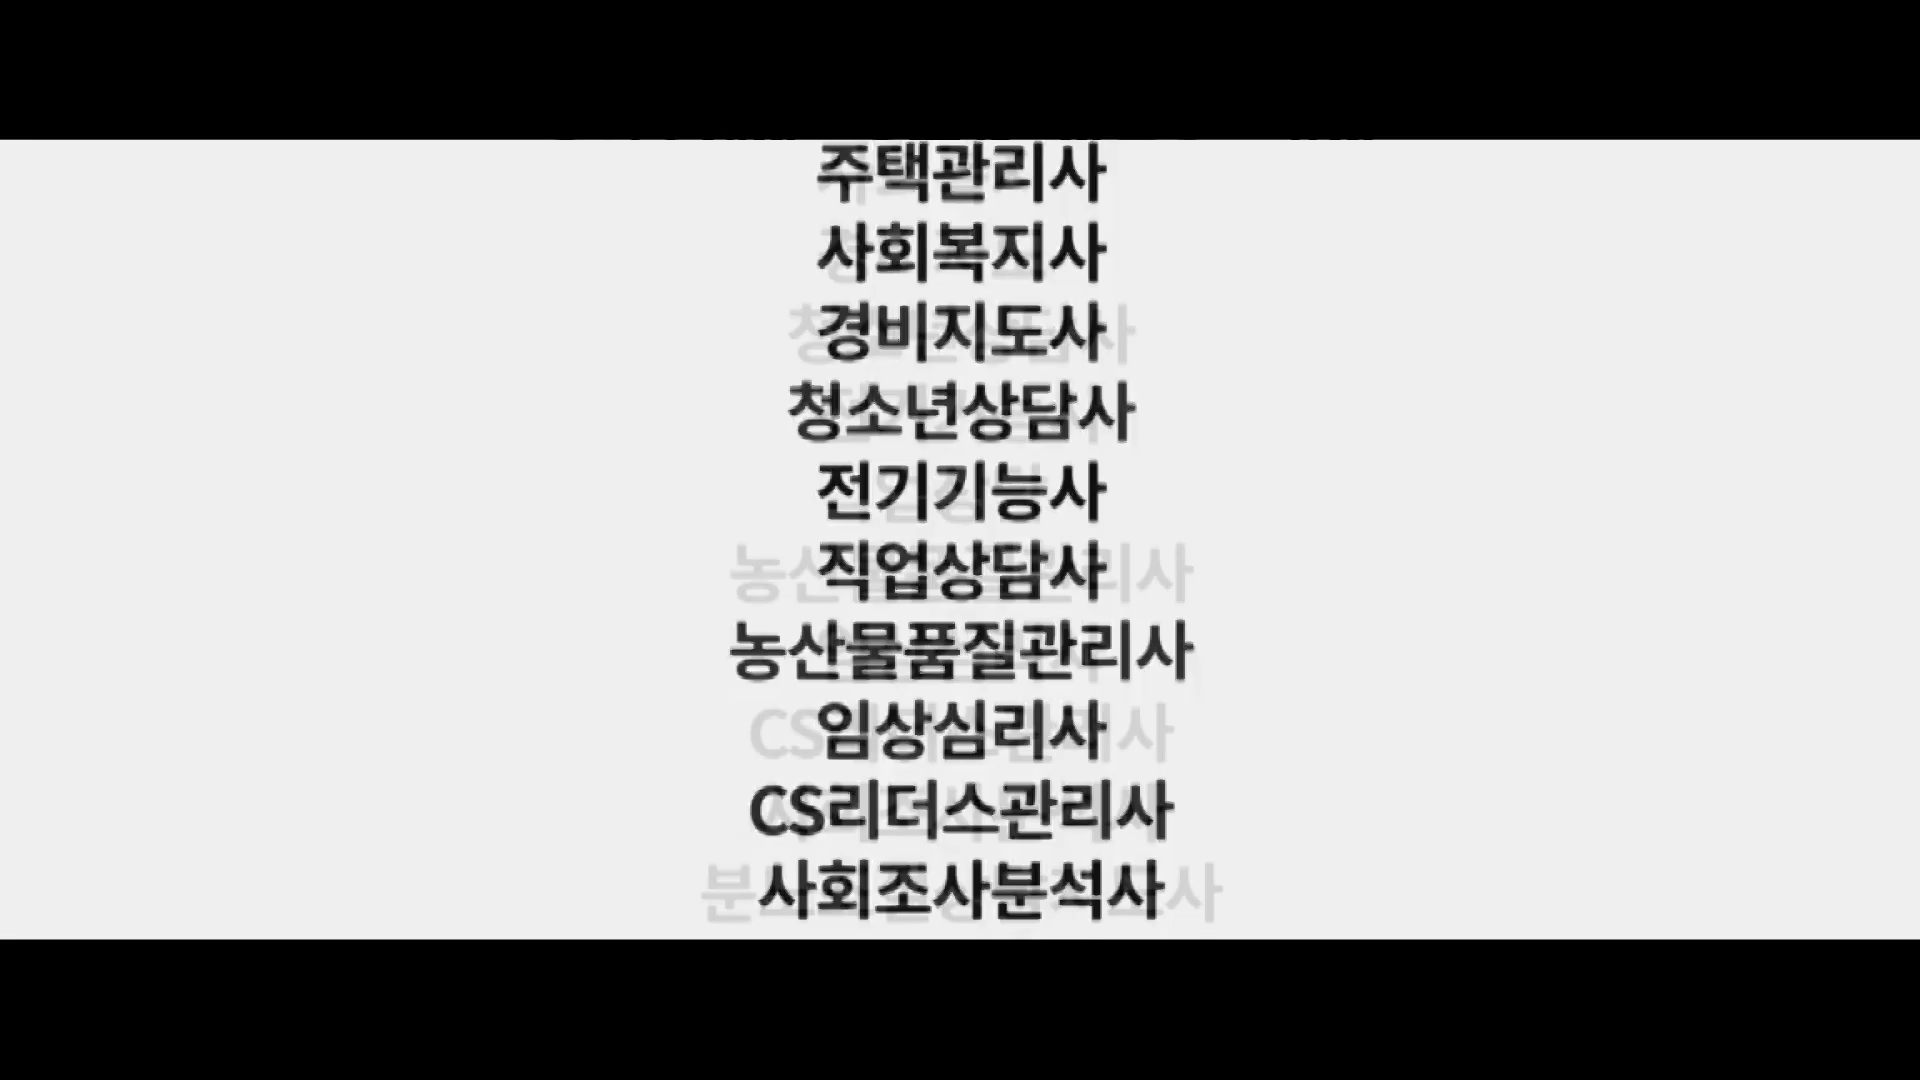 주택관리사
사회복지사
경비지도사
청소년상담사
전기기능사
직업상담사
농산물품질관리사
임상심리사
CS리더스관리사
사회조사분석사